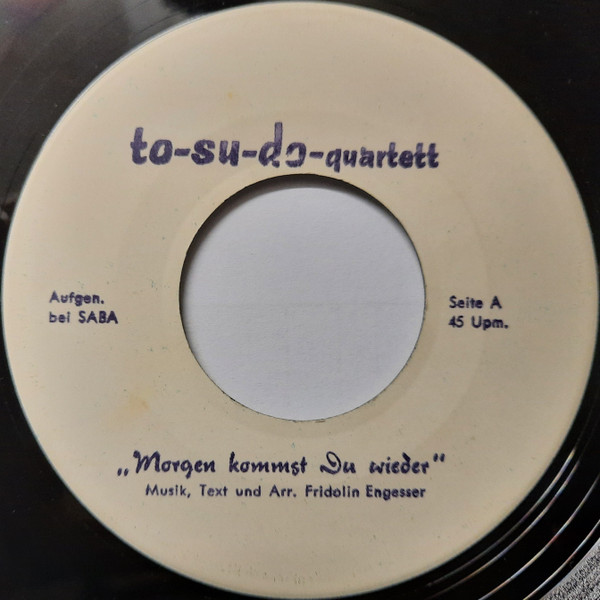 to-su-do-quartett
Aufgen.
bei SABA
Seite A
45 Upm.
„Morgen kommst Du wieder“
Musik, Text und Arr. Fridolin Engesser